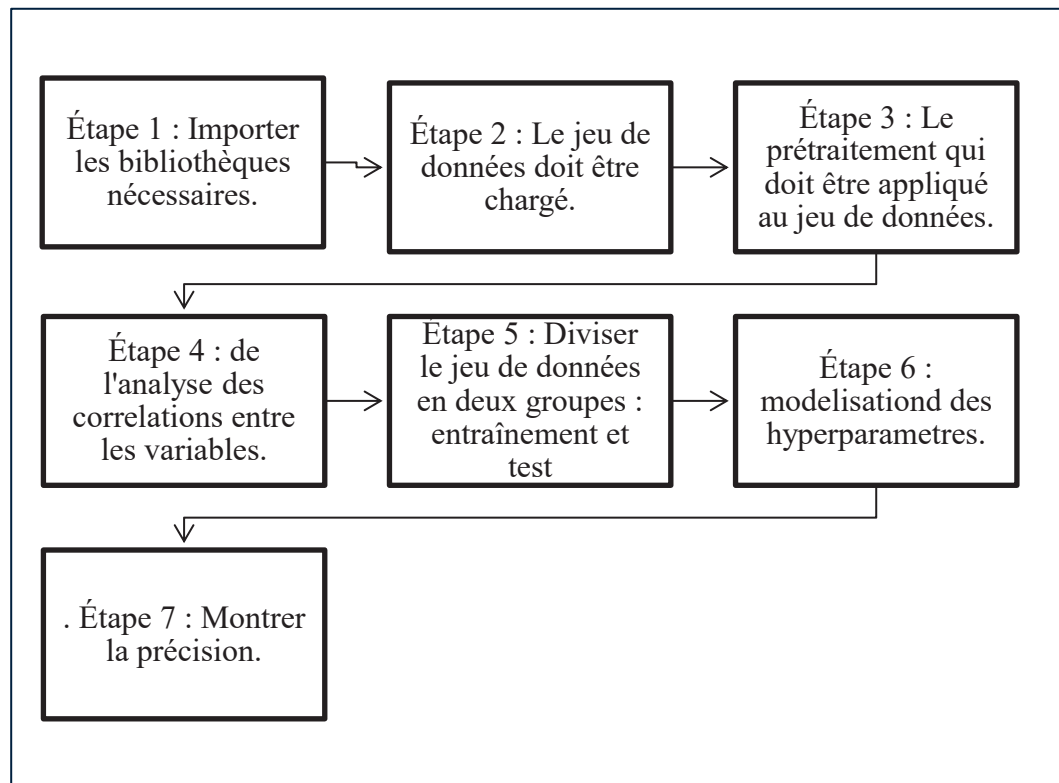 Étape 1 : Importer
les bibliothèques
nécessaires.
Étape 2 : Le jeu de
données doit être
chargé.
Étape 3 : Le
prétraitement qui
doit être appliqué
au jeu de données.
Étape 4 : de
l'analyse des
correlations entre
les variables.
Étape 5 : Diviser
le jeu de données
en deux groupes :
entraînement et
test
Étape 6 :
modelisationd des
hyperparametres.
. Étape 7 : Montrer
la précision.